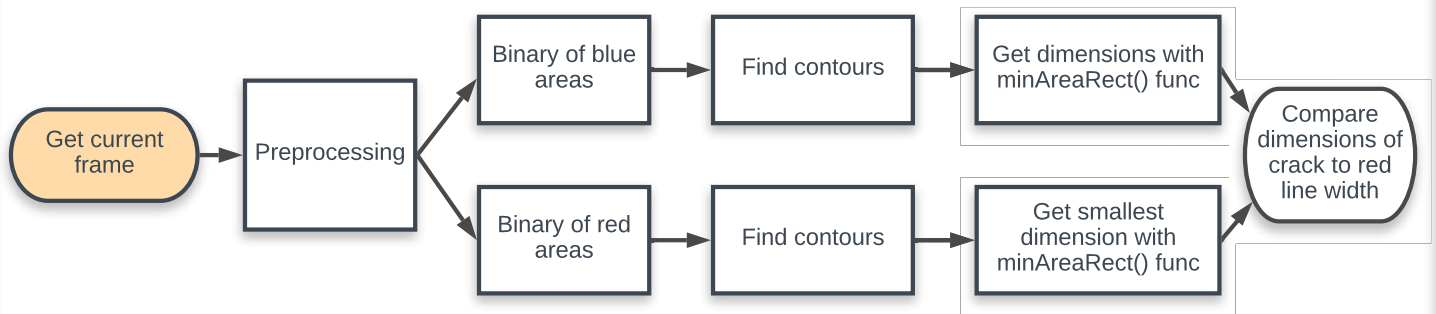 Get current
frame
Preprocessing
Binary of blue
areas
Find contours
Get dimensions with
minAreaRect() func
Binary of red
areas
Find contours
Get smallest
dimension with
minAreaRect() func
Compare
dimensions of
crack to red
line width